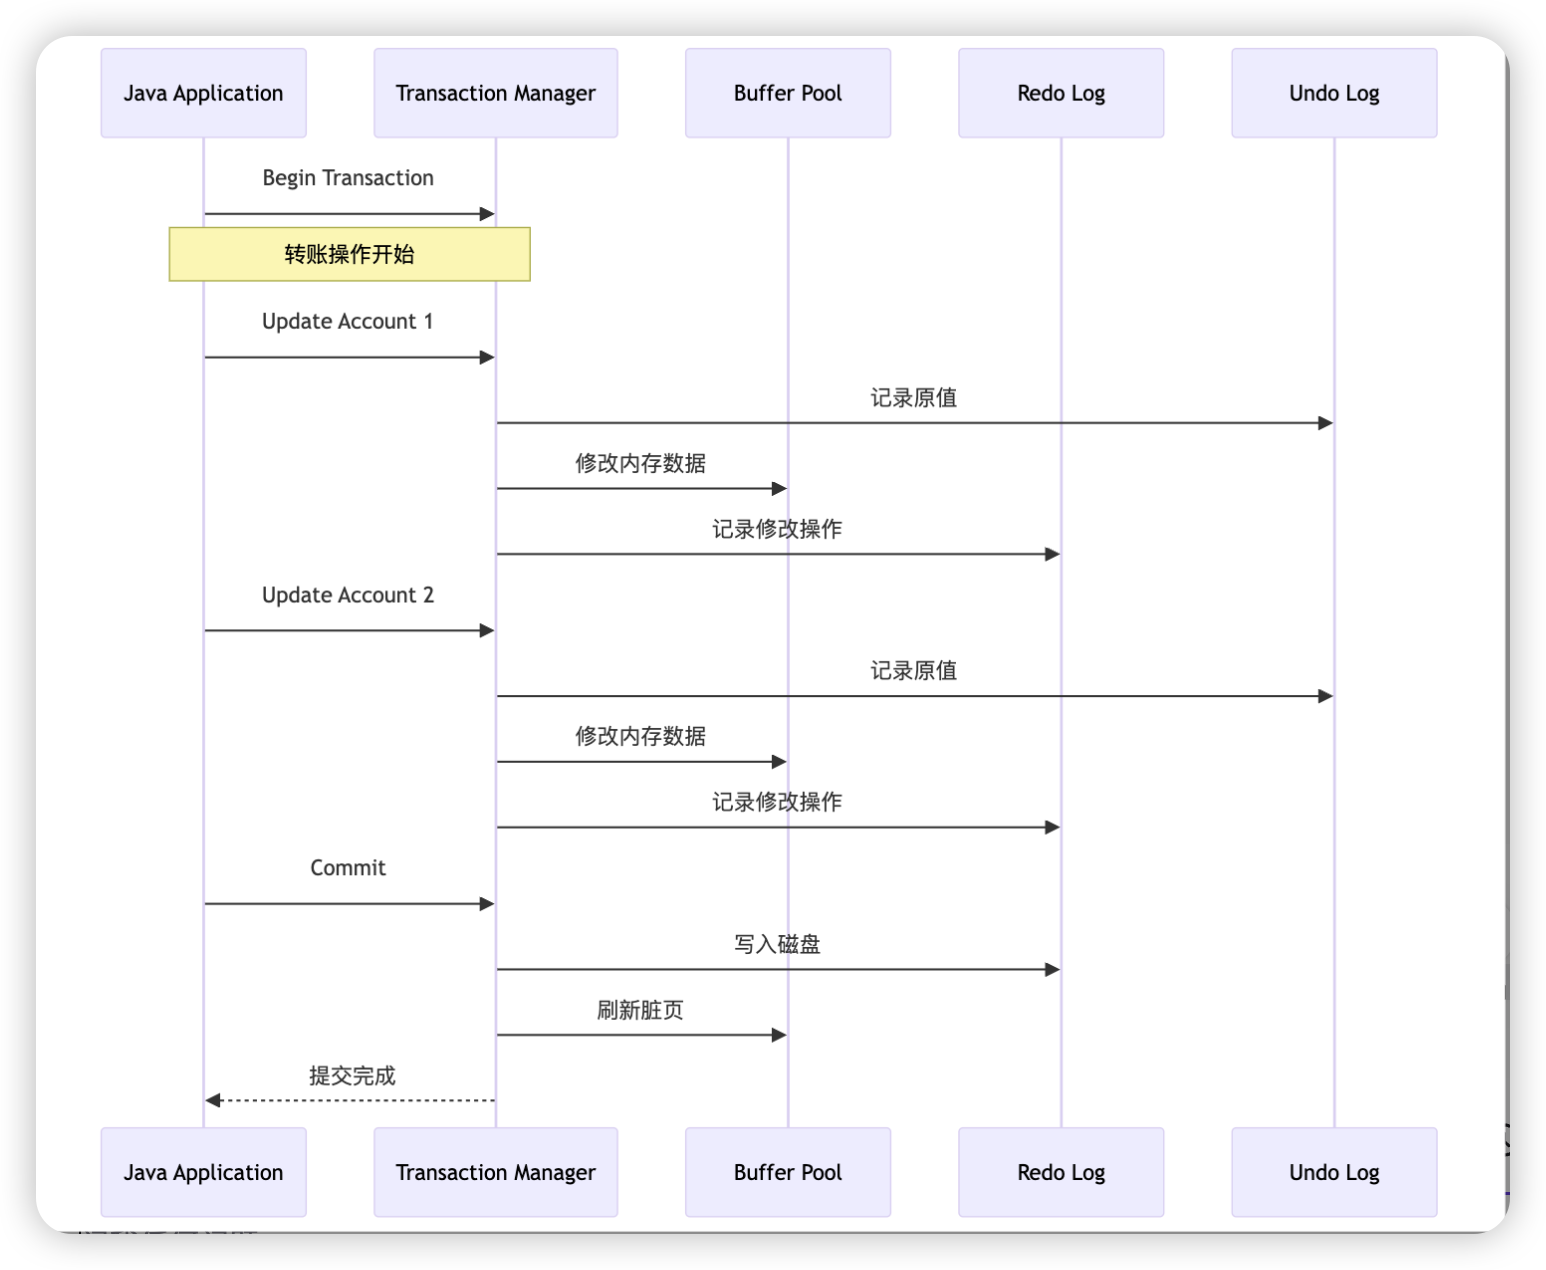 Java Application
Transaction Manager
Buffer Pool
Redo Log
Undo Log
Begin Transaction
转账操作开始
Update Account 1
记录原值
修改内存数据
记录修改操作
Update Account 2
记录原值
修改内存数据
记录修改操作
Commit
写入磁盘
刷新脏页
提交完成
Java Application
Transaction Manager
Buffer Pool
Redo Log
Undo Log